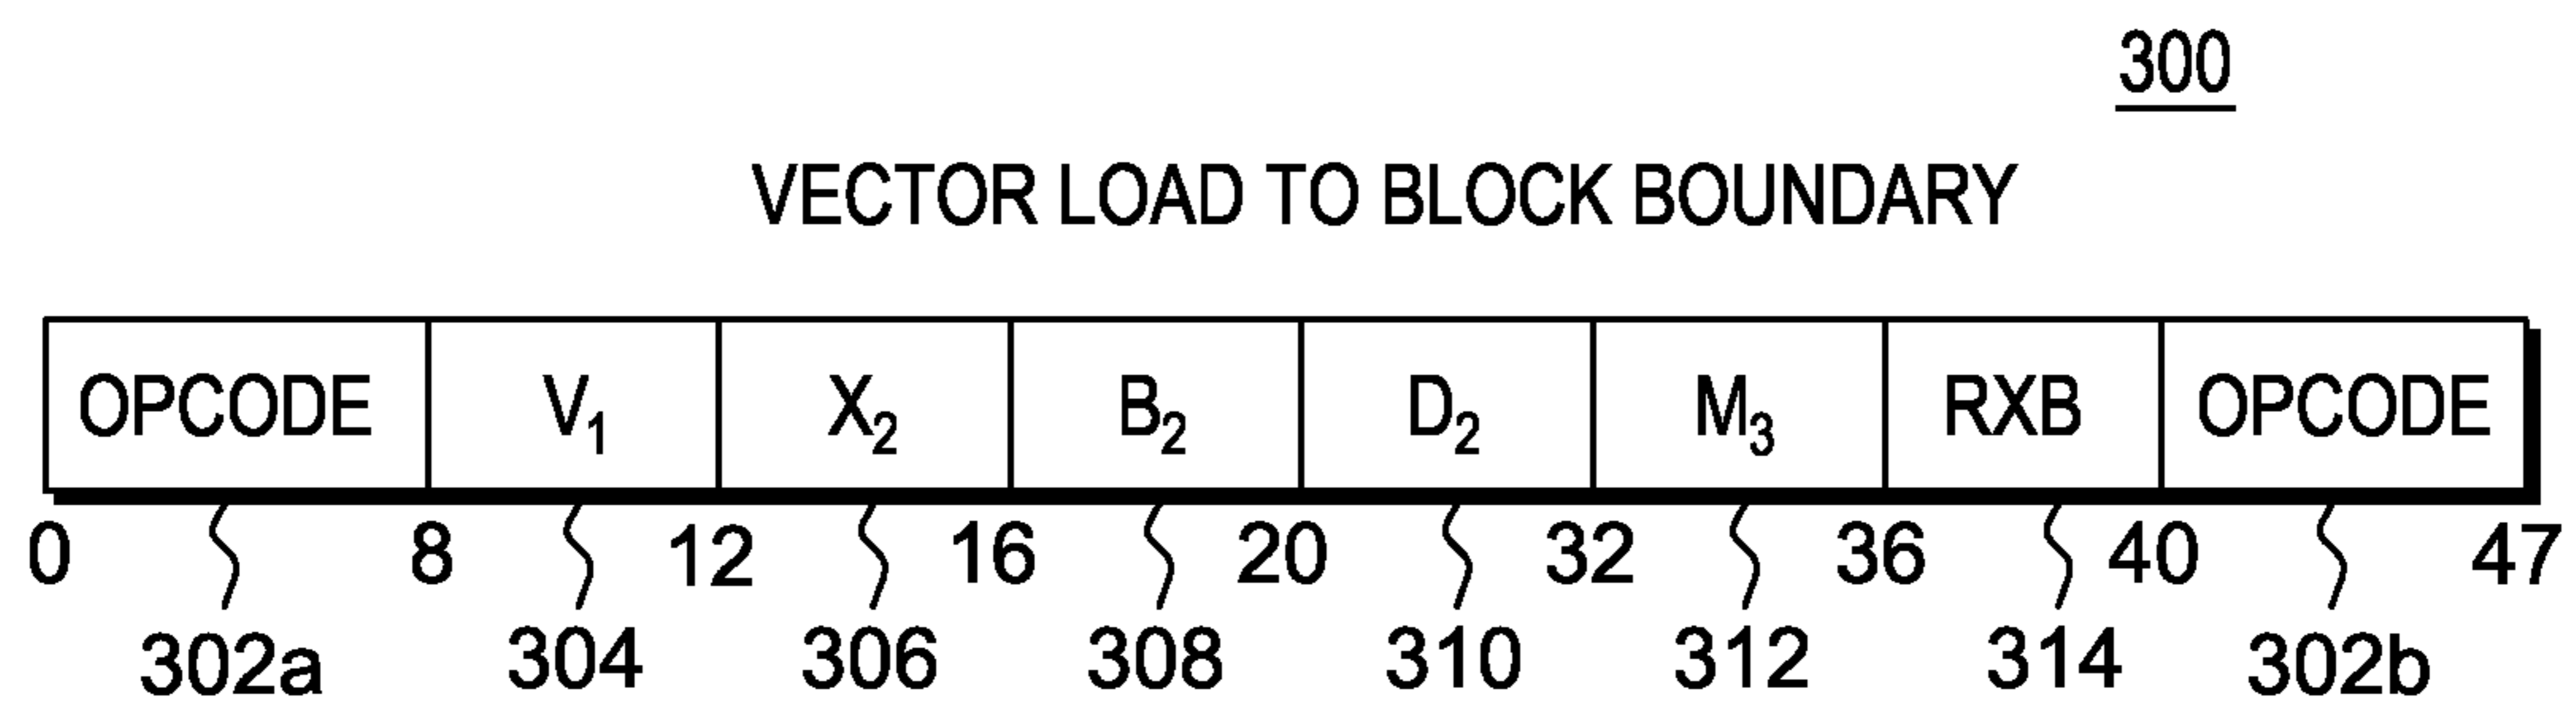 300
VECTOR LOAD TO BLOCK BOUNDARY
OPCODE V₁ X₂ B₂ D₂ M₃ RXB OPCODE
0 8 12 16 20 32 36 40 47
302a 304 306 308 310 312 314 302b